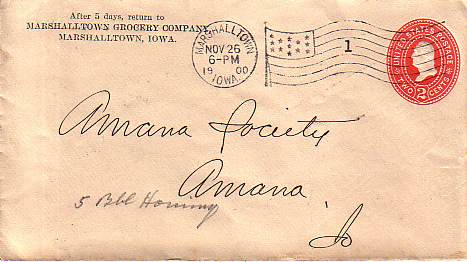 After 5 days, return to
MARSHALLTOWN GROCERY COMPANY,
MARSHALLTOWN, IOWA.
MARSHALLTOWN
NOV 26
6-PM
1900
IOWA.
1
UNITED STATES POSTAGE
2
TWO CENTS
Amana Society
Amana
Io
5 Bbl Hominy